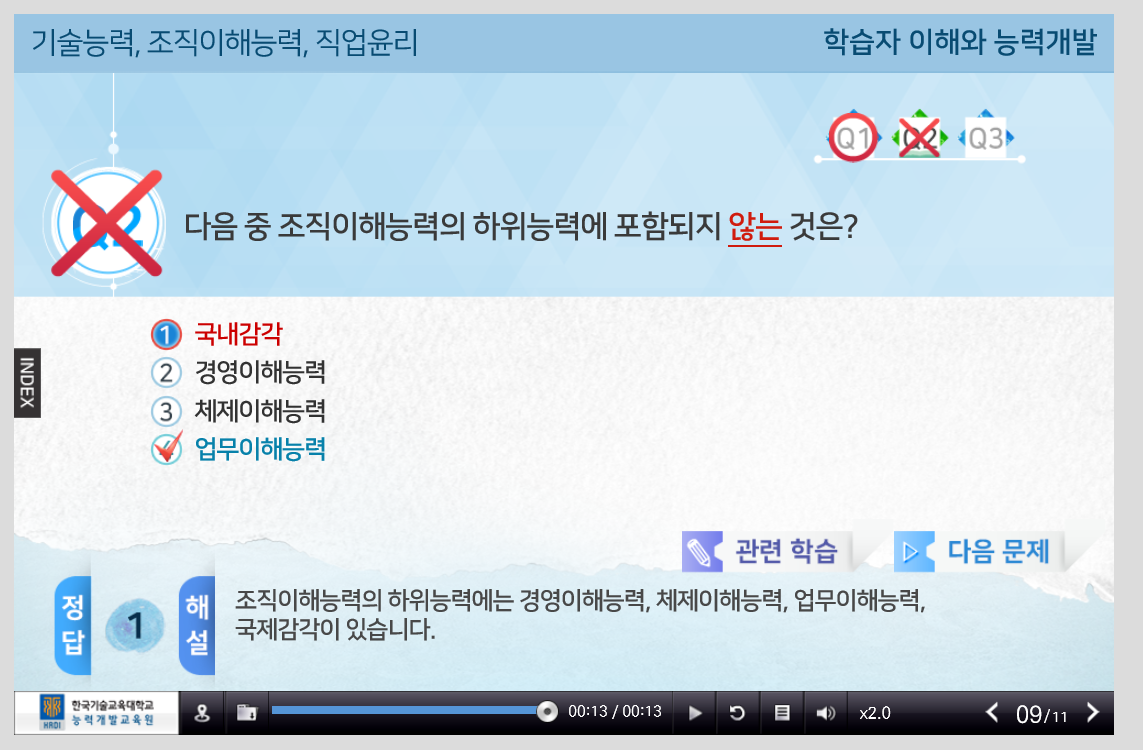 기술능력, 조직이해능력, 직업윤리
학습자 이해와 능력개발
Q1 Q2 Q3
Q2 다음 중 조직이해능력의 하위능력에 포함되지 않는 것은?
1 국내감각
2 경영이해능력
3 체제이해능력
업무이해능력
INDEX
관련 학습
다음 문제
정답
1
해설
조직이해능력의 하위능력에는 경영이해능력, 체제이해능력, 업무이해능력,
국제감각이 있습니다.
한국기술교육대학교
능력개발교육원
HRDI
00:13 / 00:13
x2.0
09/11